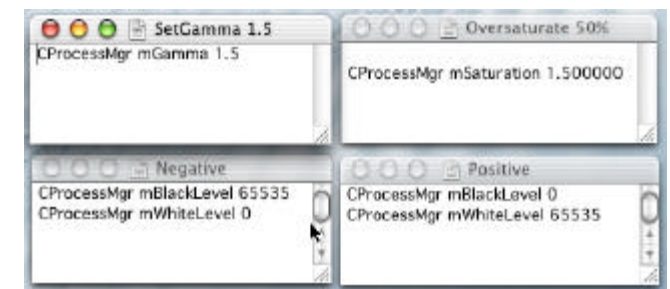 SetGamma 1.5
CProcessMgr mGamma 1.5
Oversaturate 50%
CProcessMgr mSaturation 1.500000
Negative
CProcessMgr mBlackLevel 65535
CProcessMgr mWhiteLevel 0
Positive
CProcessMgr mBlackLevel 0
CProcessMgr mWhiteLevel 65535